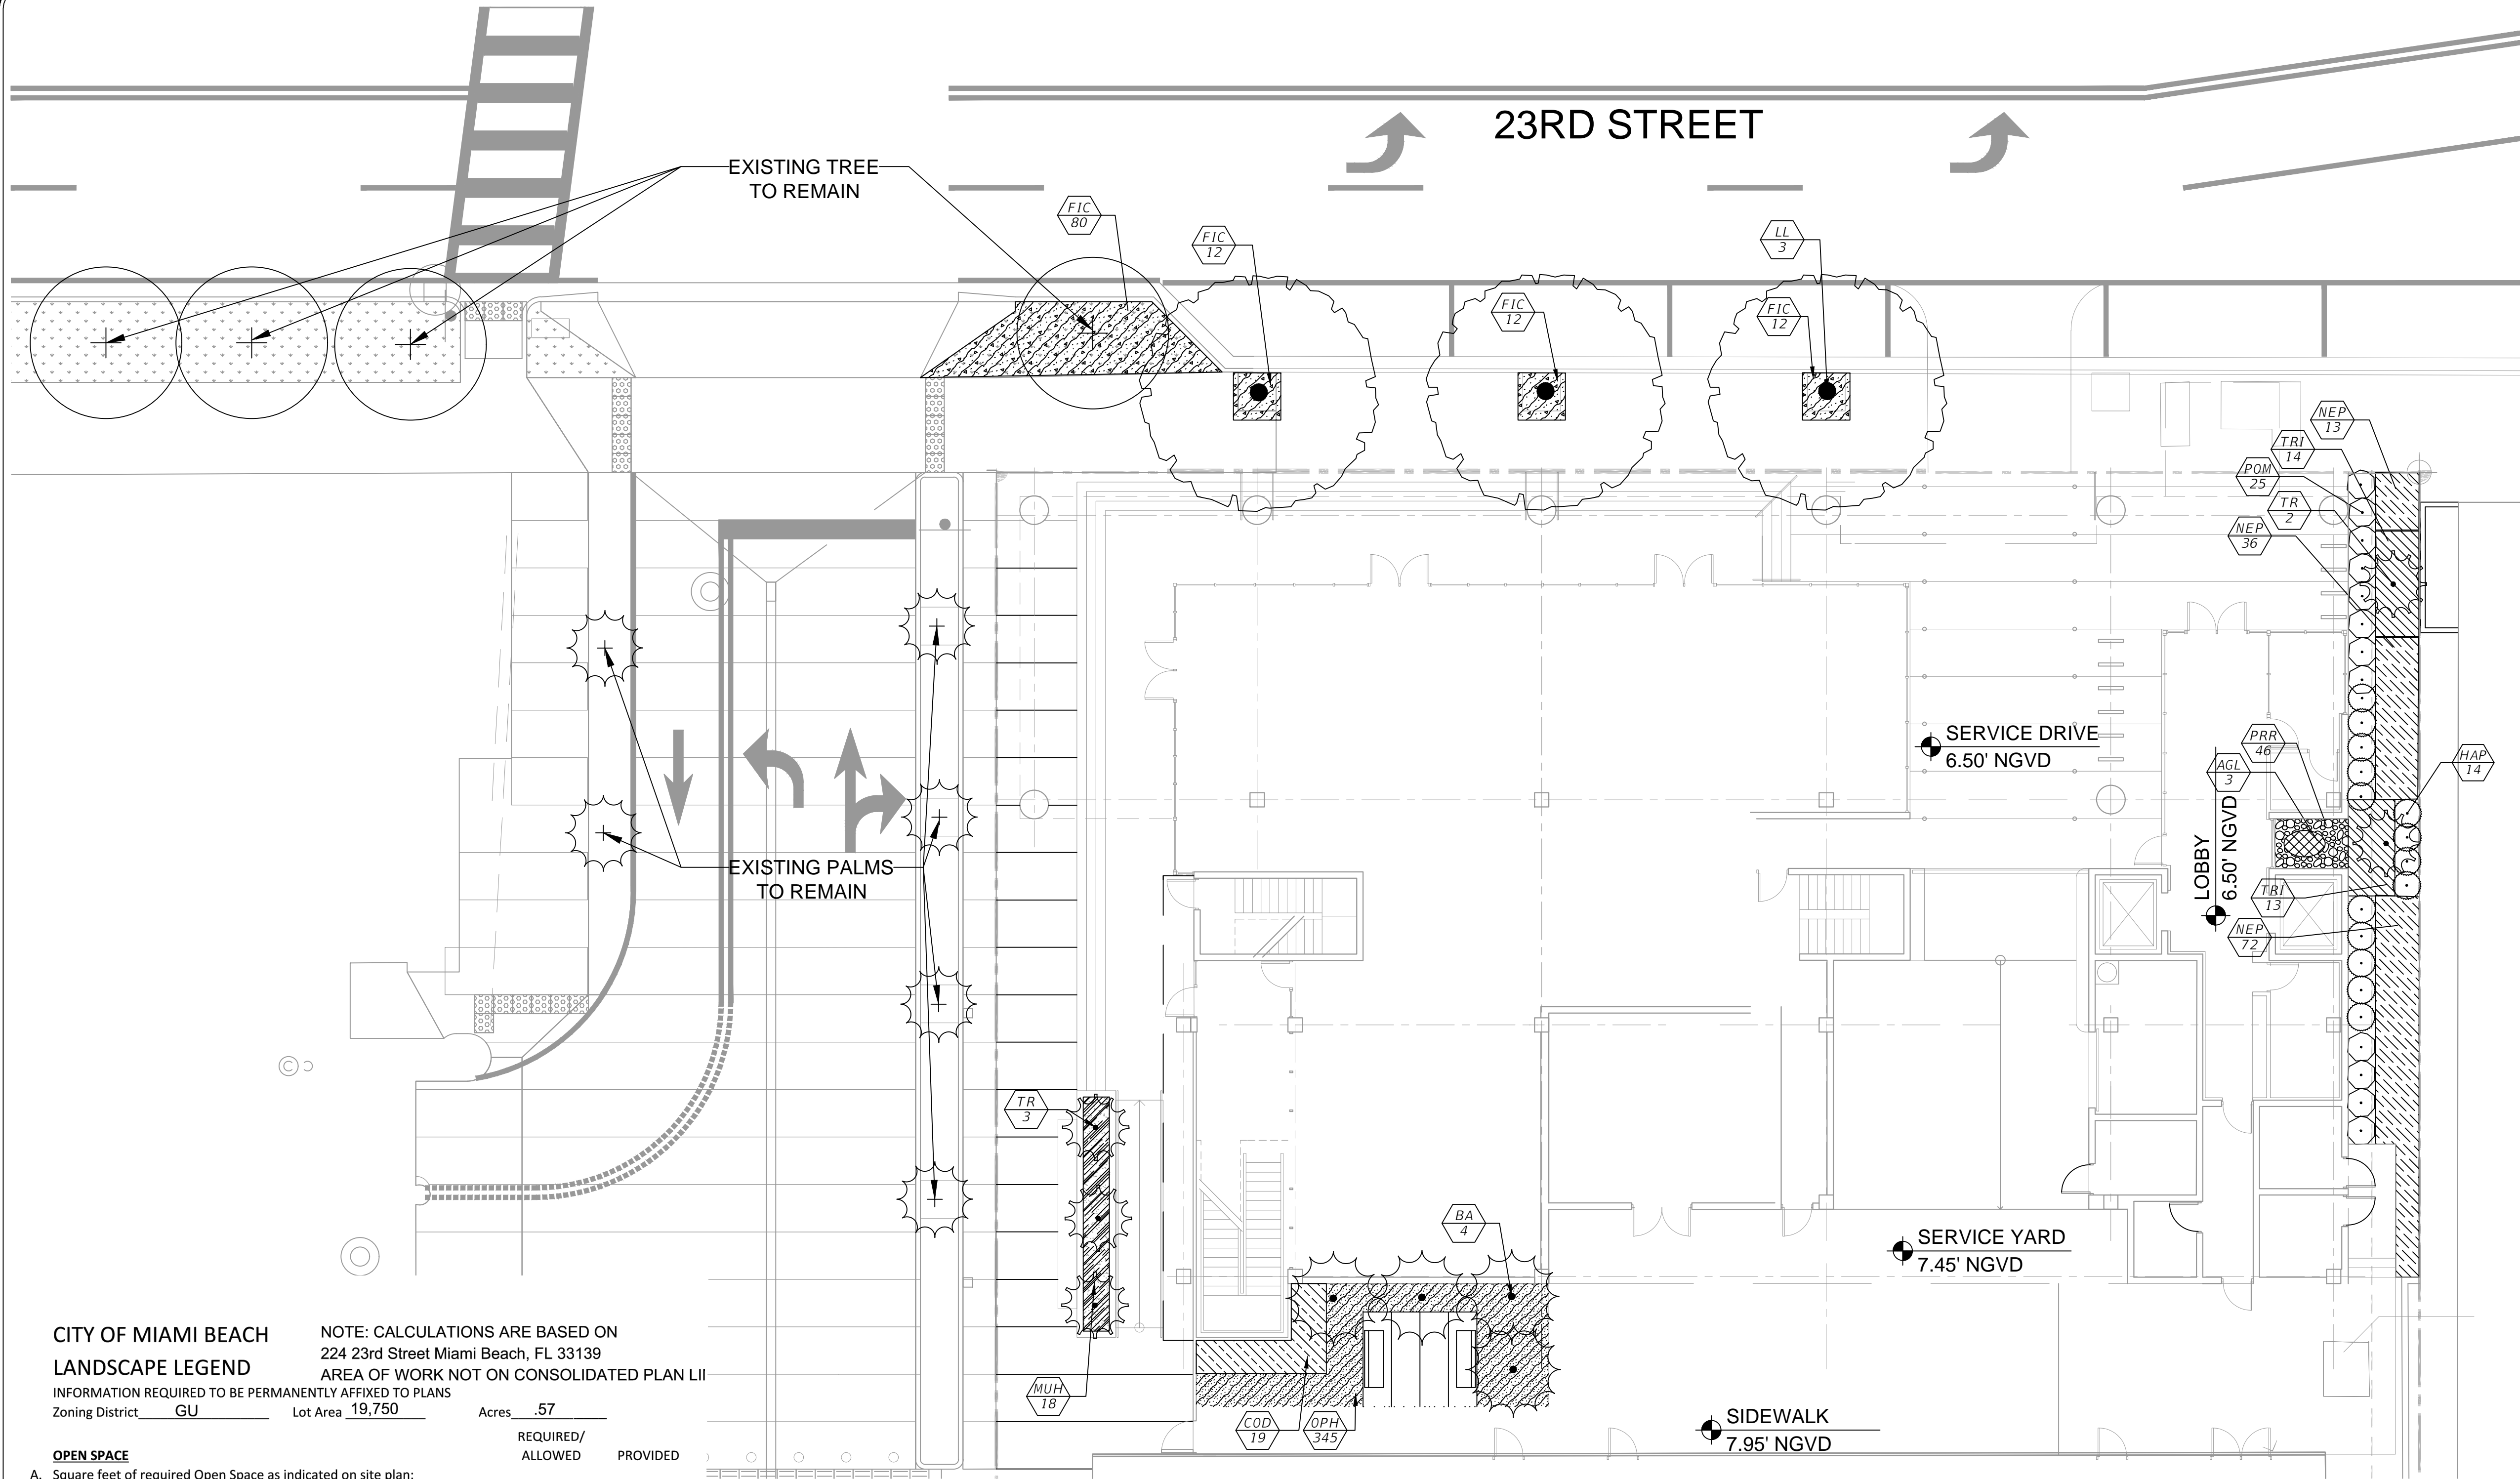 23RD STREET
EXISTING TREE
TO REMAIN
FIC
80
FIC
12
LL
3
FIC
12
FIC
12
NEP
13
TRI
14
POM
25
TR
2
NEP
36
SERVICE DRIVE
6.50' NGVD
PRR
46
HAP
14
AGL
3
LOBBY
6.50' NGVD
EXISTING PALMS
TO REMAIN
TRI
13
NEP
72
TR
3
BA
4
SERVICE YARD
7.45' NGVD
MUH
18
COD
19
OPH
345
SIDEWALK
7.95' NGVD
CITY OF MIAMI BEACH
LANDSCAPE LEGEND
NOTE: CALCULATIONS ARE BASED ON
224 23rd Street Miami Beach, FL 33139
AREA OF WORK NOT ON CONSOLIDATED PLAN
INFORMATION REQUIRED TO BE PERMANENTLY AFFIXED TO PLANS
Zoning District GU Lot Area 19,750 Acres .57
REQUIRED/
OPEN SPACE ALLOWED PROVIDED
A. Square feet of required Open Space as indicated on site plan: